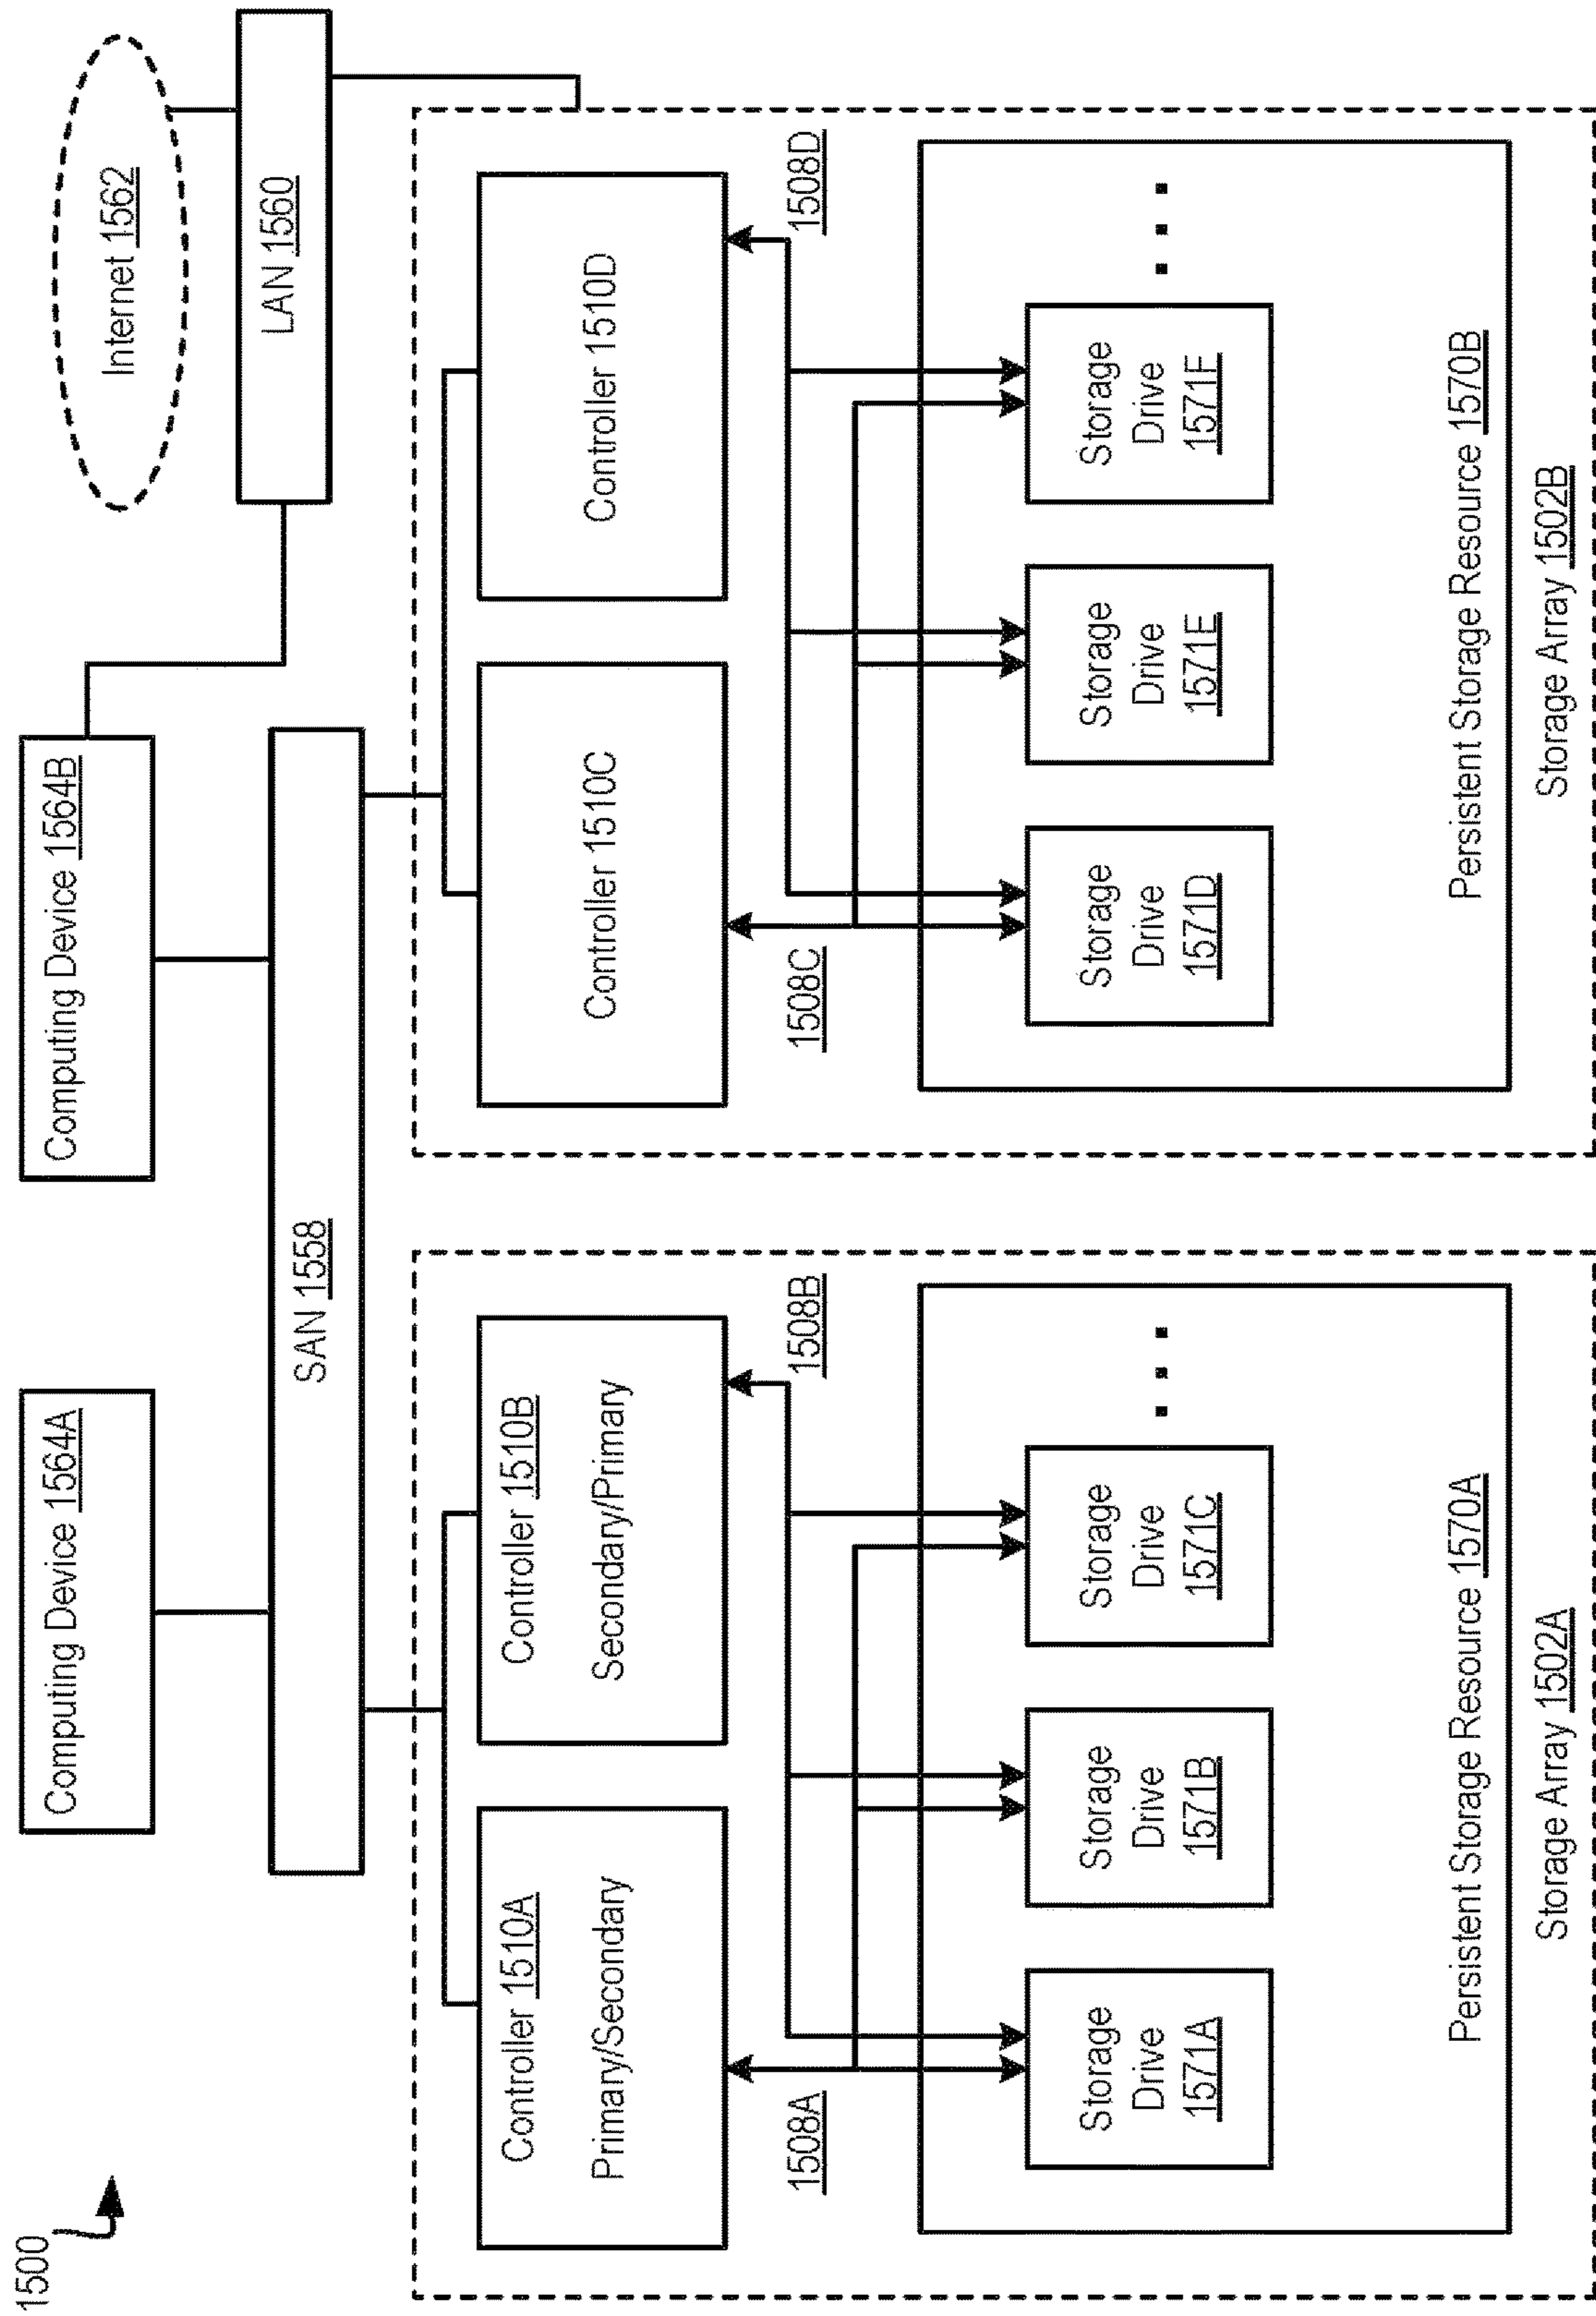 1500
Computing Device 1564A
Computing Device 1564B
Internet 1562
SAN 1558
LAN 1560
Controller 1510A
Primary/Secondary
Controller 1510B
Secondary/Primary
Controller 1510C
Controller 1510D
1508A
1508B
1508C
1508D
Storage
Drive
1571A
Storage
Drive
1571B
Storage
Drive
1571C
Storage
Drive
1571D
Storage
Drive
1571E
Storage
Drive
1571F
Persistent Storage Resource 1570A
Persistent Storage Resource 1570B
Storage Array 1502A
Storage Array 1502B